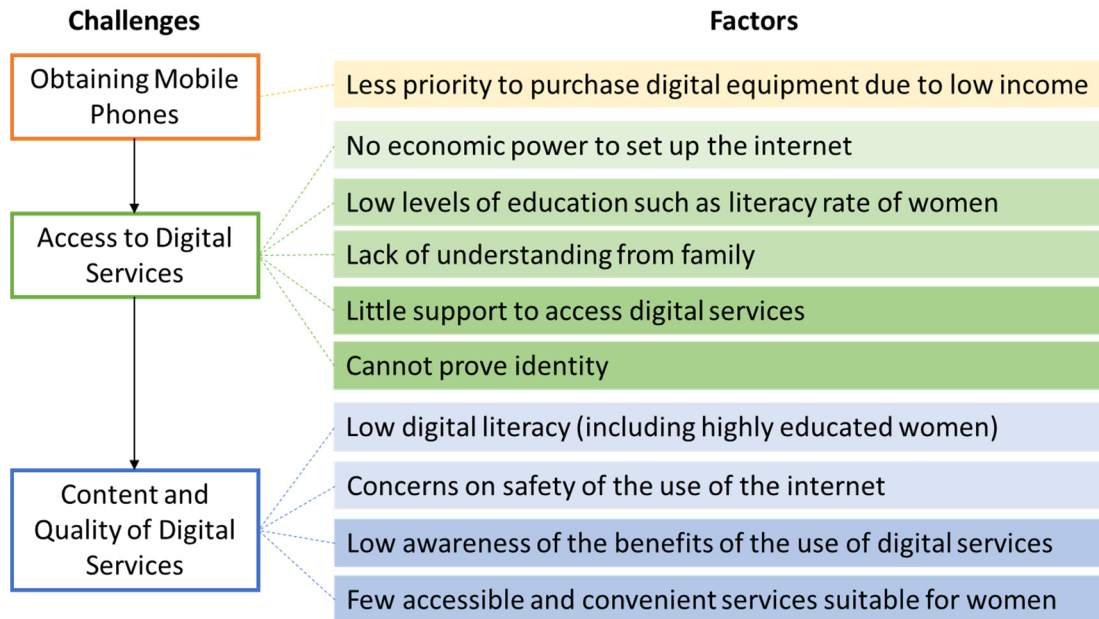 Challenges
Factors
Obtaining Mobile
Phones
Less priority to purchase digital equipment due to low income
No economic power to set up the internet
Access to Digital
Services
Low levels of education such as literacy rate of women
Lack of understanding from family
Little support to access digital services
Cannot prove identity
Content and
Quality of Digital
Services
Low digital literacy (including highly educated women)
Concerns on safety of the use of the internet
Low awareness of the benefits of the use of digital services
Few accessible and convenient services suitable for women